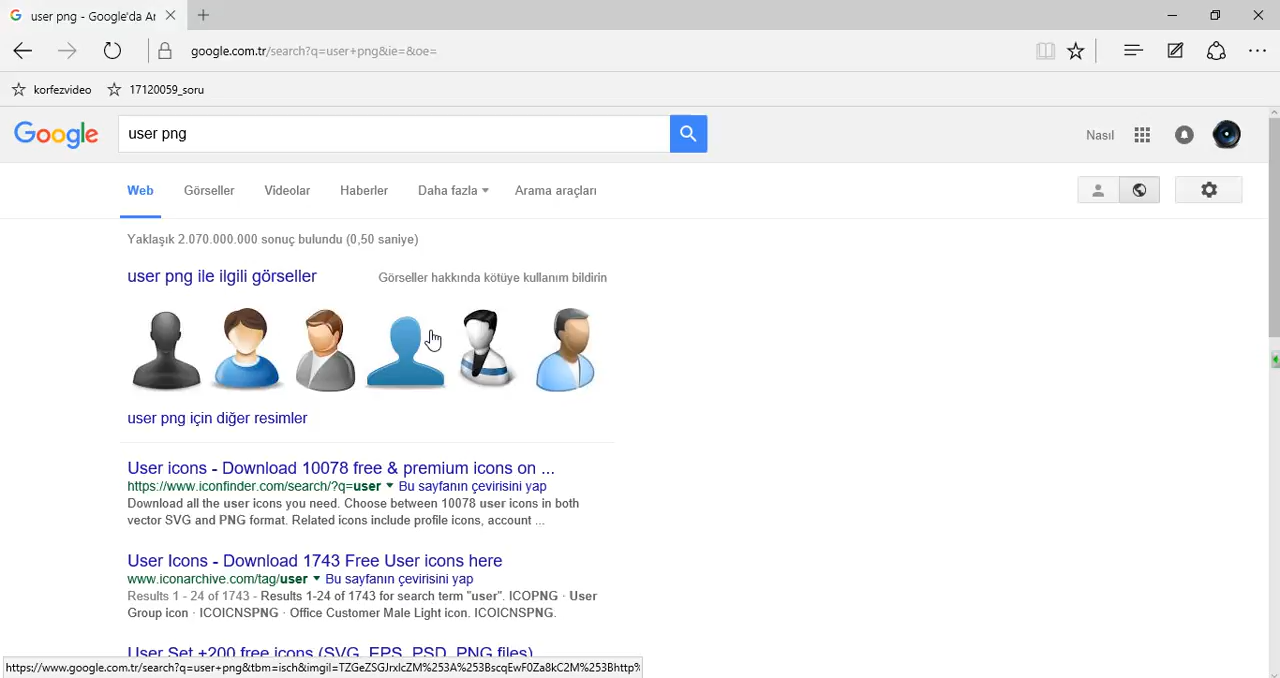 user png - Google'da Ar
google.com.tr/search?q=user+png&ie=&oe=
korfezvideo
17120059_soru
Google
user png
Nasıl
Web
Görseller
Videolar
Haberler
Daha fazla
Arama araçları
Yaklaşık 2.070.000.000 sonuç bulundu (0,50 saniye)
user png ile ilgili görseller
Görseller hakkında kötüye kullanım bildirin
user png için diğer resimler
User icons - Download 10078 free & premium icons on ...
https://www.iconfinder.com/search/?q=user Bu sayfanın çevirisini yap
Download all the user icons you need. Choose between 10078 user icons in both
vector SVG and PNG format. Related icons include profile icons, account ...
User Icons - Download 1743 Free User icons here
www.iconarchive.com/tag/user Bu sayfanın çevirisini yap
Results 1 - 24 of 1743 - Results 1-24 of 1743 for search term "user". ICOPNG · User
Group icon · ICOICNSPNG · Office Customer Male Light icon. ICOICNSPNG.
User Set +200 free icons (SVG, EPS, PSD, PNG files)
https://www.google.com.tr/search?q=user+png&tbm=isch&imgil=TZGeZSGJrxlcZM%253A%253BscqEwF0Za8kC2M%253Bhttp%